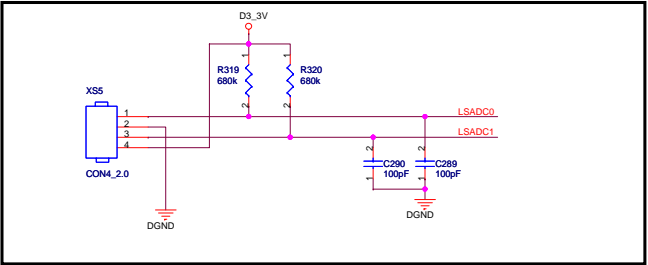 D3_3V
1
1
R319
680k
R320
680k
2
2
XS5
1
2
3
4
CON4_2.0
LSADC0
LSADC1
2
2
C290
100pF
C289
100pF
1
1
DGND
DGND